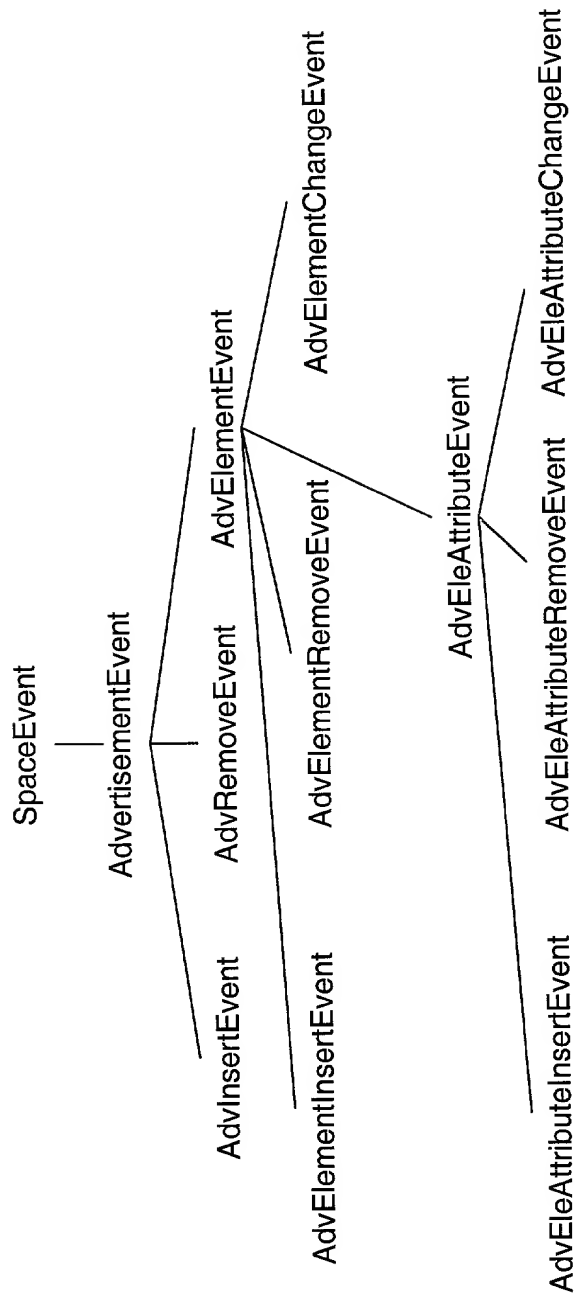 SpaceEvent
AdvertisementEvent
AdvInsertEvent
AdvRemoveEvent
AdvElementEvent
AdvElementInsertEvent
AdvElementRemoveEvent
AdvElementChangeEvent
AdvEleAttributeEvent
AdvEleAttributeInsertEvent
AdvEleAttributeRemoveEvent
AdvEleAttributeChangeEvent